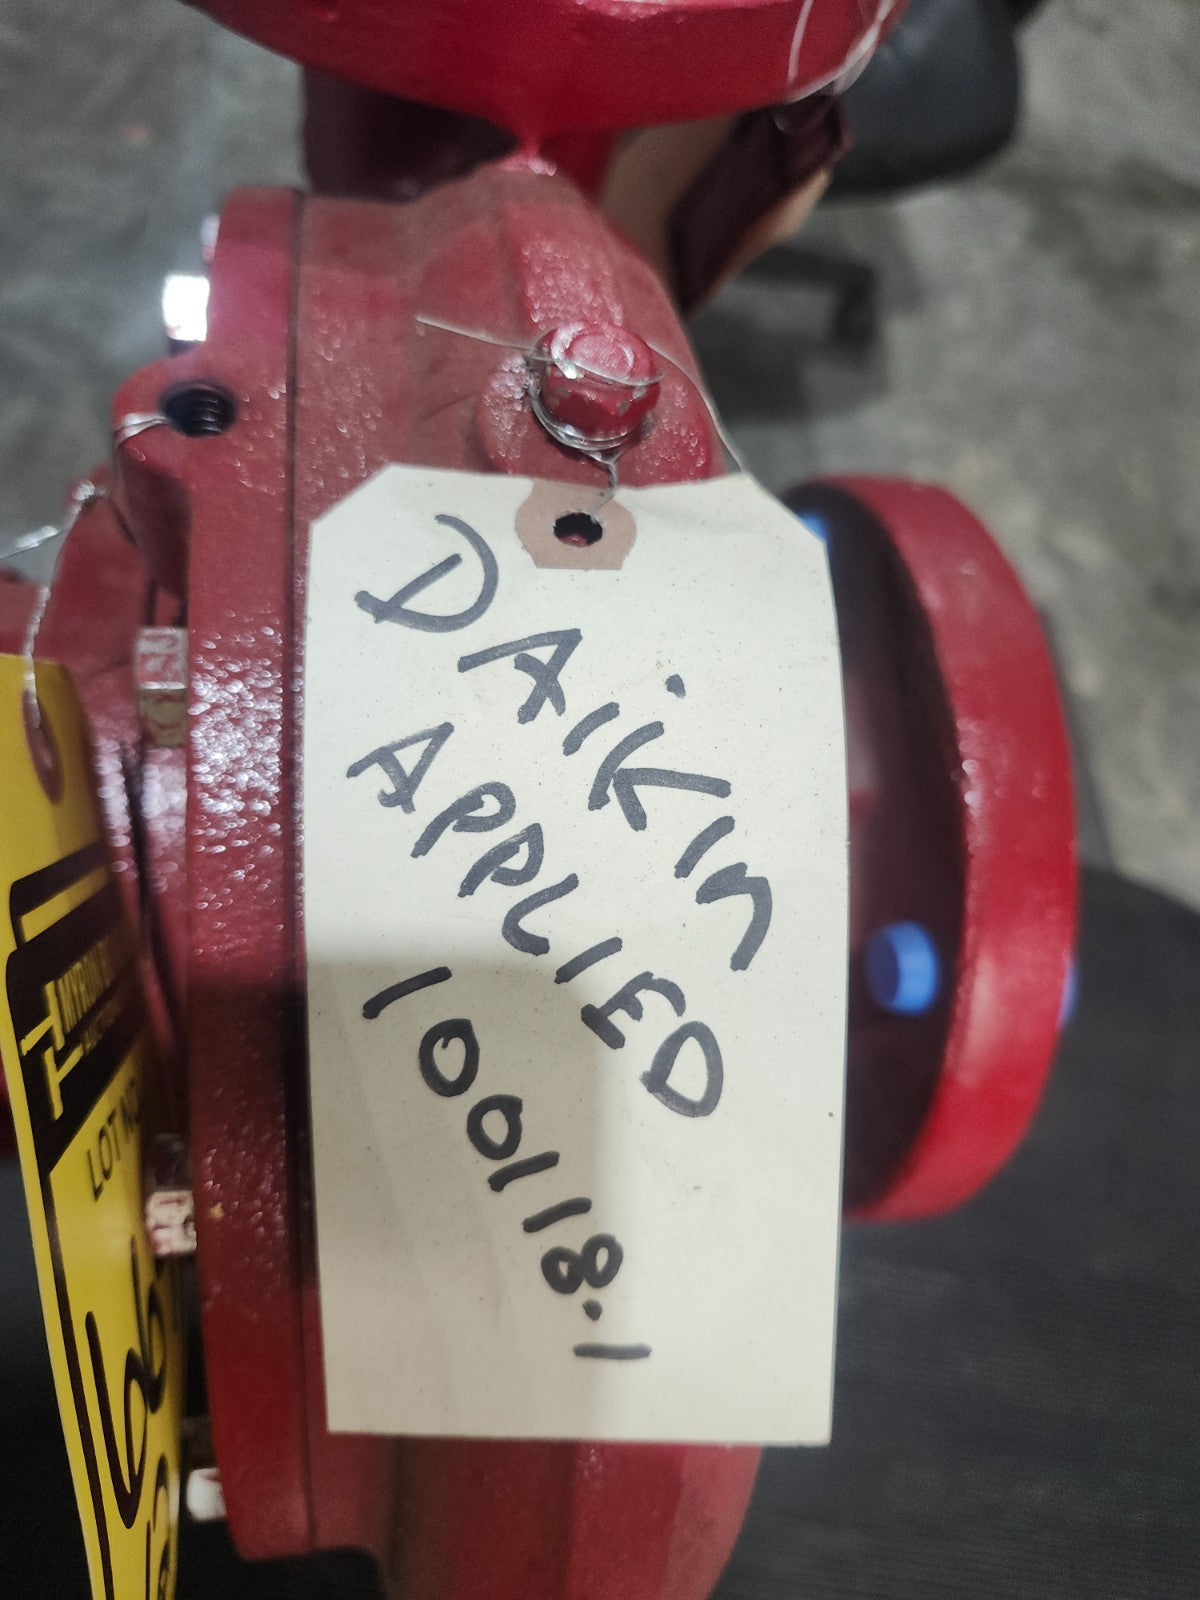 DAiKin
APPLIED
100118.1
LOT NO.